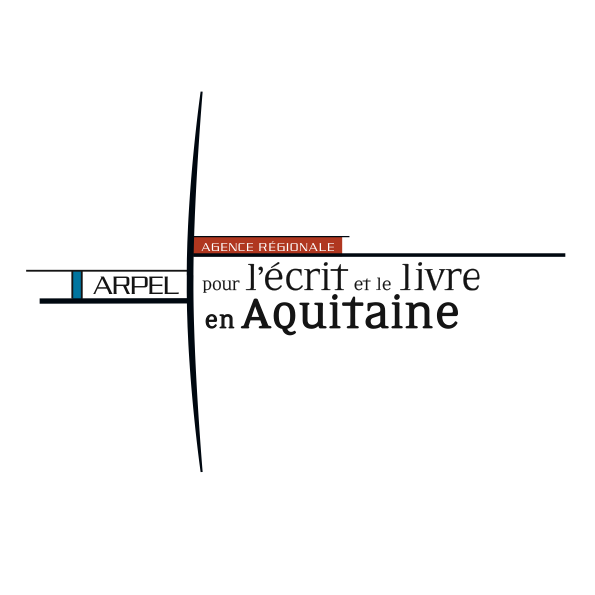 ARPEL
AGENCE RÉGIONALE
pour l'écrit et le livre
en Aquitaine